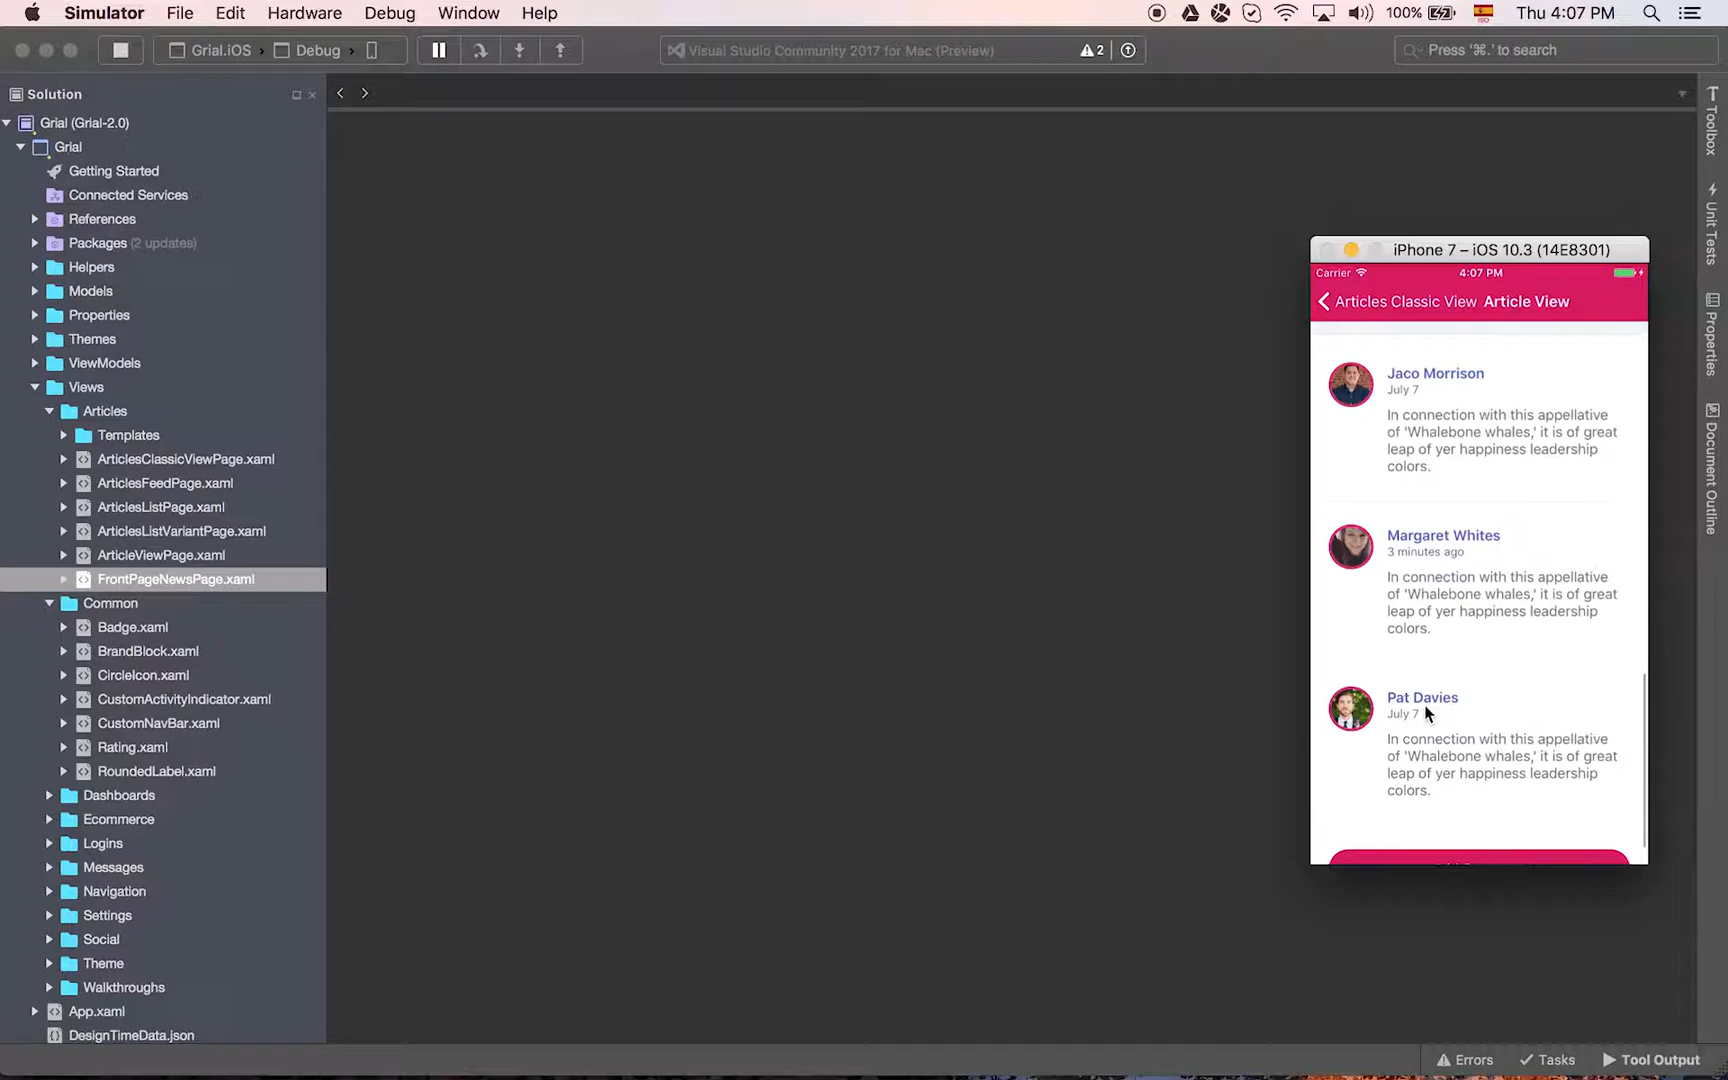 Simulator File Edit Hardware Debug Window Help
100% ISO Thu 4:07 PM
Grial.iOS Debug
Visual Studio Community 2017 for Mac (Preview) 2
Press '⌘.' to search
Solution
Grial (Grial-2.0)
Grial
Getting Started
Connected Services
References
Packages (2 updates)
Helpers
Models
Properties
Themes
ViewModels
Views
Articles
Templates
ArticlesClassicViewPage.xaml
ArticlesFeedPage.xaml
ArticlesListPage.xaml
ArticlesListVariantPage.xaml
ArticleViewPage.xaml
FrontPageNewsPage.xaml
Common
Badge.xaml
BrandBlock.xaml
CircleIcon.xaml
CustomActivityIndicator.xaml
CustomNavBar.xaml
Rating.xaml
RoundedLabel.xaml
Dashboards
Ecommerce
Logins
Messages
Navigation
Settings
Social
Theme
Walkthroughs
App.xaml
DesignTimeData.json
iPhone 7 – iOS 10.3 (14E8301)
Carrier 4:07 PM
Articles Classic View Article View
Jaco Morrison
July 7
In connection with this appellative
of 'Whalebone whales,' it is of great
leap of yer happiness leadership
colors.
Margaret Whites
3 minutes ago
In connection with this appellative
of 'Whalebone whales,' it is of great
leap of yer happiness leadership
colors.
Pat Davies
July 7
In connection with this appellative
of 'Whalebone whales,' it is of great
leap of yer happiness leadership
colors.
Toolbox
Unit Tests
Properties
Document Outline
Errors Tasks Tool Output